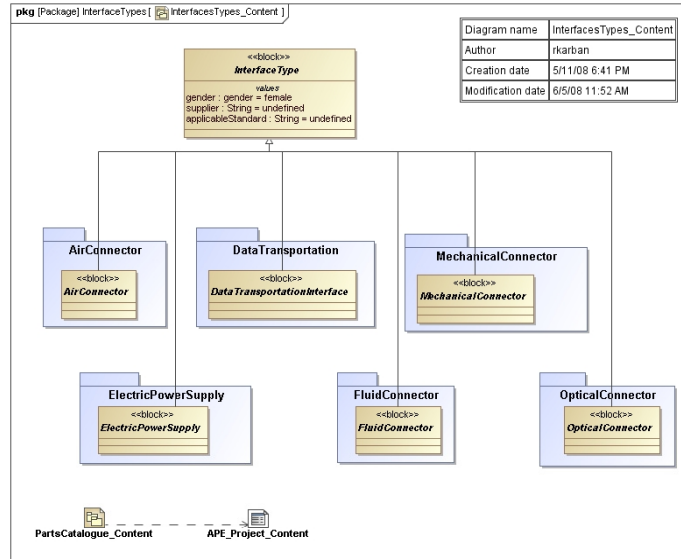 pkg [Package] InterfaceTypes [ InterfacesTypes_Content ]
Diagram name InterfacesTypes_Content
Author rkarban
Creation date 5/11/08 6:41 PM
Modification date 6/5/08 11:52 AM
<<block>>
InterfaceType
values
gender : gender = female
supplier : String = undefined
applicableStandard : String = undefined
AirConnector
<<block>>
AirConnector
DataTransportation
<<block>>
DataTransportationInterface
MechanicalConnector
<<block>>
MechanicalConnector
ElectricPowerSupply
<<block>>
ElectricPowerSupply
FluidConnector
<<block>>
FluidConnector
OpticalConnector
<<block>>
OpticalConnector
PartsCatalogue_Content
APE_Project_Content